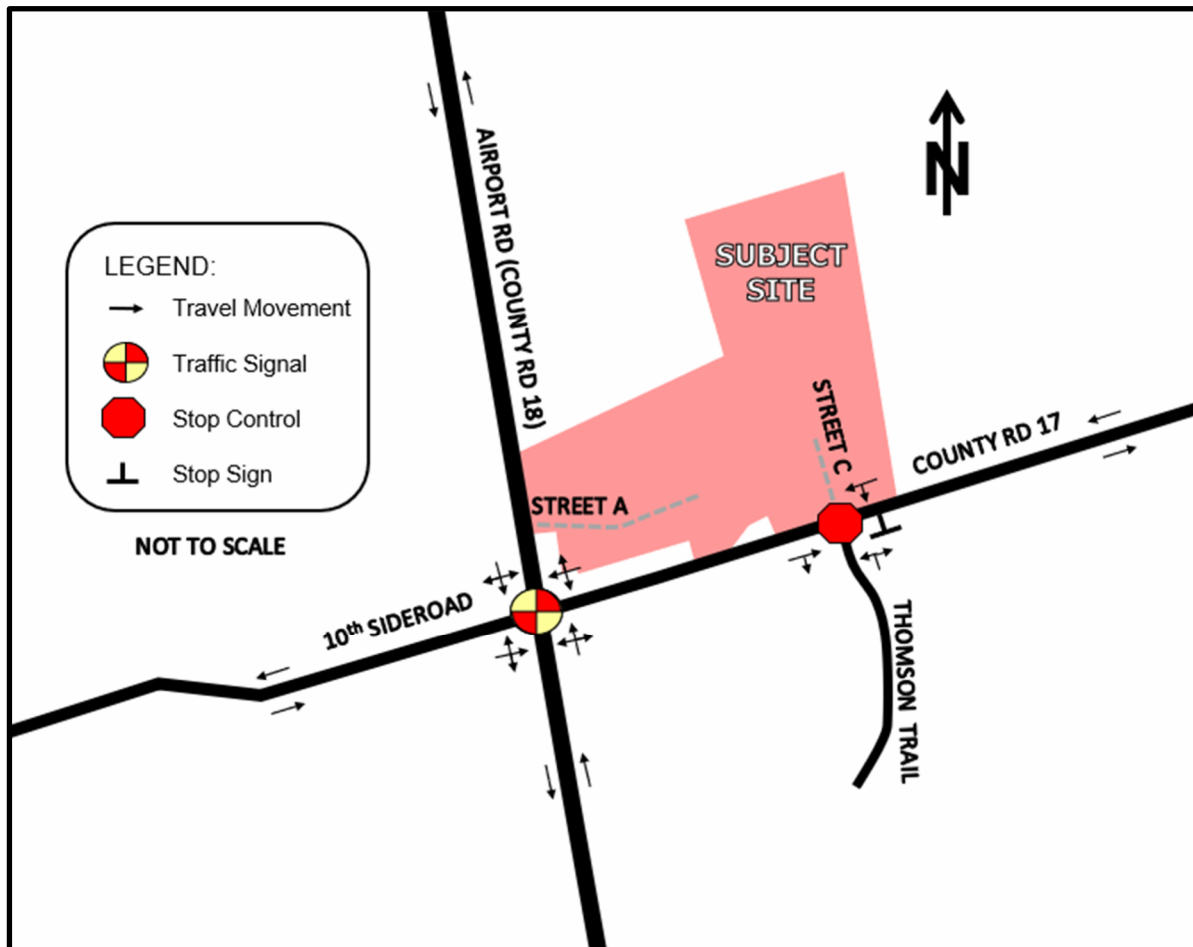 AIRPORT RD (COUNTY RD 18)
N
SUBJECT
SITE
LEGEND:
Travel Movement
Traffic Signal
Stop Control
Stop Sign
NOT TO SCALE
STREET C
COUNTY RD 17
STREET A
10th SIDEROAD
THOMSON TRAIL